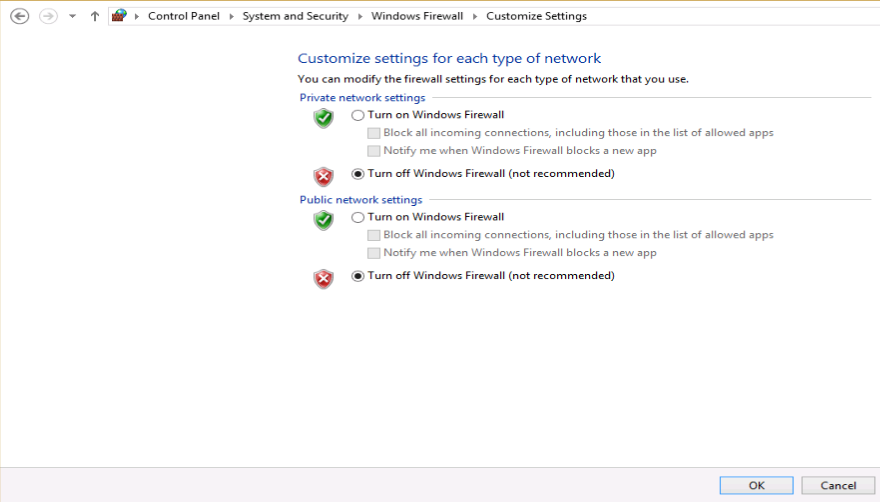 Control Panel System and Security Windows Firewall Customize Settings
Customize settings for each type of network
You can modify the firewall settings for each type of network that you use.
Private network settings
Turn on Windows Firewall
Block all incoming connections, including those in the list of allowed apps
Notify me when Windows Firewall blocks a new app
Turn off Windows Firewall (not recommended)
Public network settings
Turn on Windows Firewall
Block all incoming connections, including those in the list of allowed apps
Notify me when Windows Firewall blocks a new app
Turn off Windows Firewall (not recommended)
OK Cancel